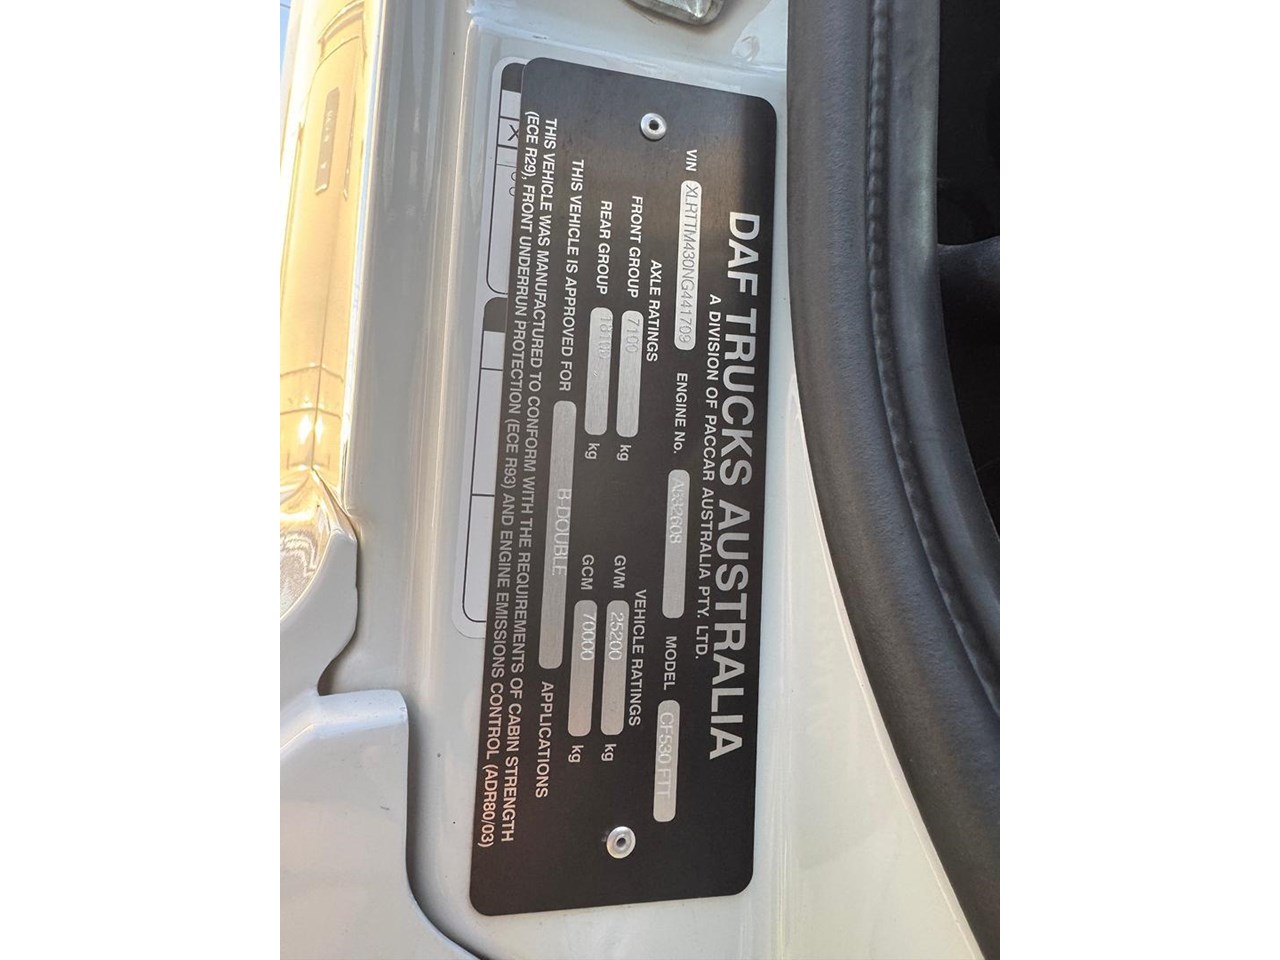 DAF TRUCKS AUSTRALIA
A DIVISION OF PACCAR AUSTRALIA PTY. LTD.
VIN XLRTTM430NG441709 ENGINE No. A632608 MODEL CF530 FTT
AXLE RATINGS VEHICLE RATINGS
FRONT GROUP 7100 kg GVM 25200 kg
REAR GROUP 18100 kg GCM 70000 kg
THIS VEHICLE IS APPROVED FOR B-DOUBLE APPLICATIONS
THIS VEHICLE WAS MANUFACTURED TO CONFORM WITH THE REQUIREMENTS OF CABIN STRENGTH
(ECE R29), FRONT UNDERRUN PROTECTION (ECE R93) AND ENGINE EMISSIONS CONTROL (ADR80/03)